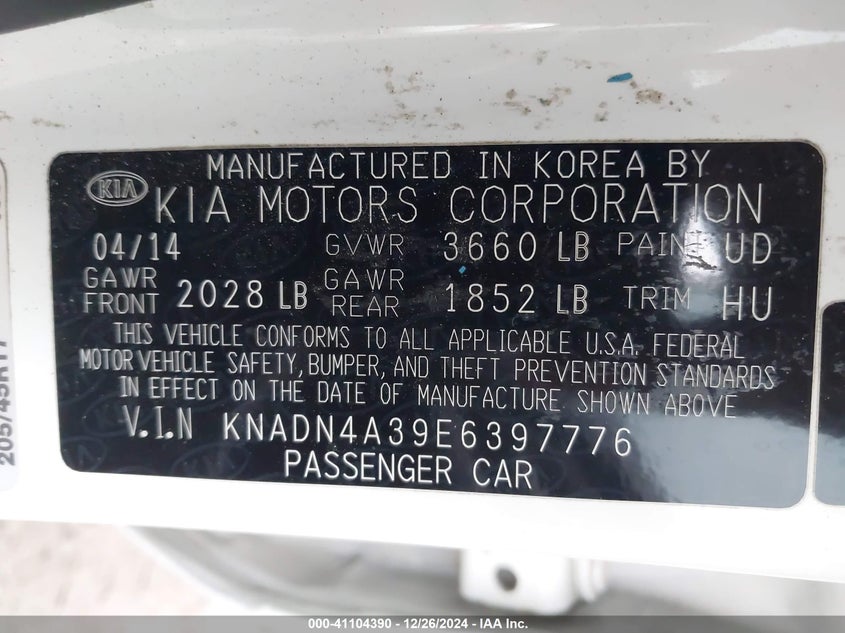 MANUFACTURED IN KOREA BY
KIA KIA MOTORS CORPORATION
04/14 GVWR 3660 LB PAINT UD
GAWR FRONT 2028 LB GAWR REAR 1852 LB TRIM HU
THIS VEHICLE CONFORMS TO ALL APPLICABLE U.S.A. FEDERAL
MOTOR VEHICLE SAFETY, BUMPER, AND THEFT PREVENTION STANDARDS
IN EFFECT ON THE DATE OF MANUFACTURE SHOWN ABOVE
V.I.N KNADN4A39E6397776
PASSENGER CAR
205/45R17
000-41104390 - 12/26/2024 - IAA Inc.